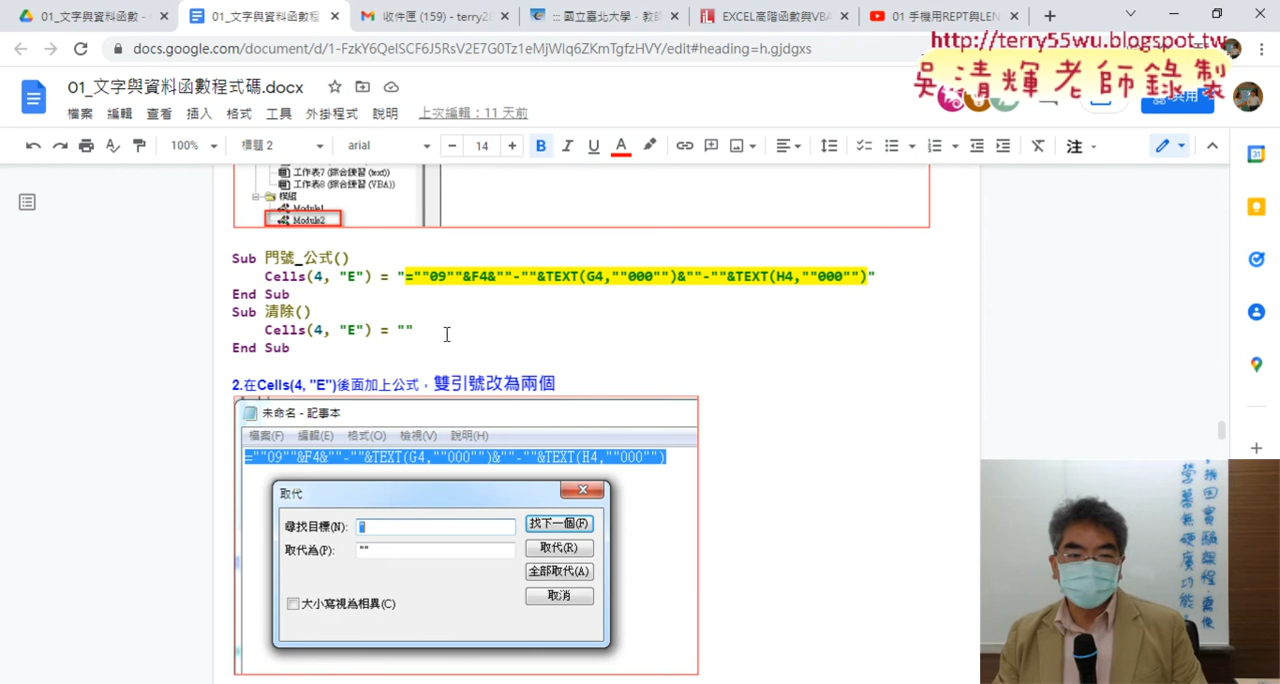 01_文字與資料函數 -
01_文字與資料函數程
收件匣 (159) - terry2
::: 國立臺北大學 - 教師
EXCEL高階函數與VBA
01 手機用REPT與LEN
docs.google.com/document/d/1-FzkY6QelSCF6J5RsV2E7G0Tz1eMjWlq6ZKmTgfzHVY/edit#heading=h.gjdgxs
http://terry55wu.blogspot.tw
吳清輝老師錄製
01_文字與資料函數程式碼.docx
共用
檔案 編輯 查看 插入 格式 工具 外掛程式 說明 上次編輯：11 天前
100% 標題 2 arial 14 B I U A 注
31
工作表7 (綜合練習 (text))
工作表8 (綜合練習 (VBA))
模組
Module1
Module2
Sub 門號_公式()
Cells(4, "E") = "=""09""&F4&""-""&TEXT(G4,""000"")&""-""&TEXT(H4,""000"")"
End Sub
Sub 清除()
Cells(4, "E") = ""
End Sub
2.在Cells(4, "E")後面加上公式，雙引號改為兩個
未命名 - 記事本
檔案(F) 編輯(E) 格式(O) 檢視(V) 說明(H)
=""09""&F4&""-""&TEXT(G4,""000"")&""-""&TEXT(H4,""000"")
取代
尋找目標(N): "
找下一個(F)
取代為(P): ""
取代(R)
全部取代(A)
取消
大小寫視為相異(C)